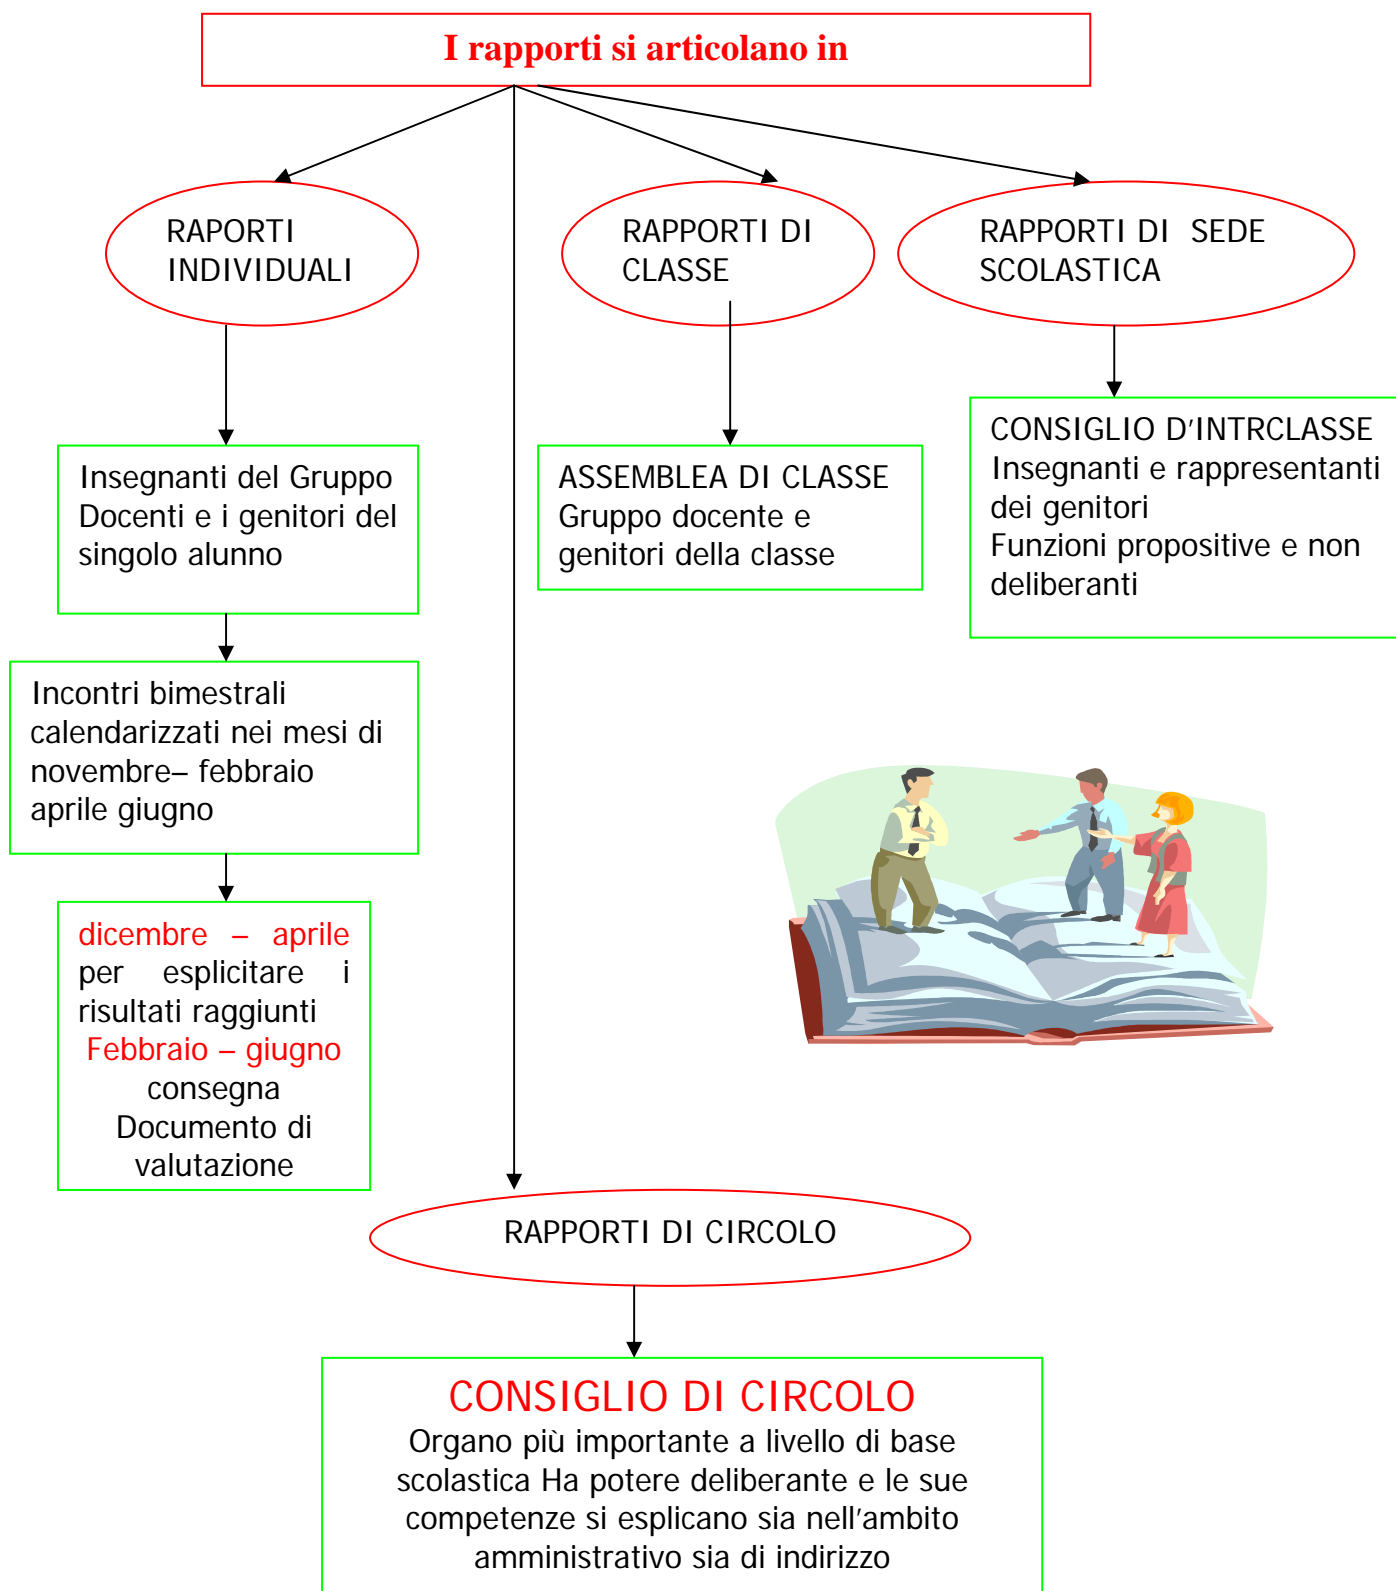 I rapporti si articolano in
RAPORTI
INDIVIDUALI
RAPPORTI DI
CLASSE
RAPPORTI DI SEDE
SCOLASTICA
Insegnanti del Gruppo
Docenti e i genitori del
singolo alunno
ASSEMBLEA DI CLASSE
Gruppo docente e
genitori della classe
CONSIGLIO D'INTRCLASSE
Insegnanti e rappresentanti
dei genitori
Funzioni propositive e non
deliberanti
Incontri bimestrali
calendarizzati nei mesi di
novembre– febbraio
aprile giugno
dicembre – aprile
per esplicitare i
risultati raggiunti
Febbraio – giugno
consegna
Documento di
valutazione
RAPPORTI DI CIRCOLO
CONSIGLIO DI CIRCOLO
Organo più importante a livello di base
scolastica Ha potere deliberante e le sue
competenze si esplicano sia nell'ambito
amministrativo sia di indirizzo